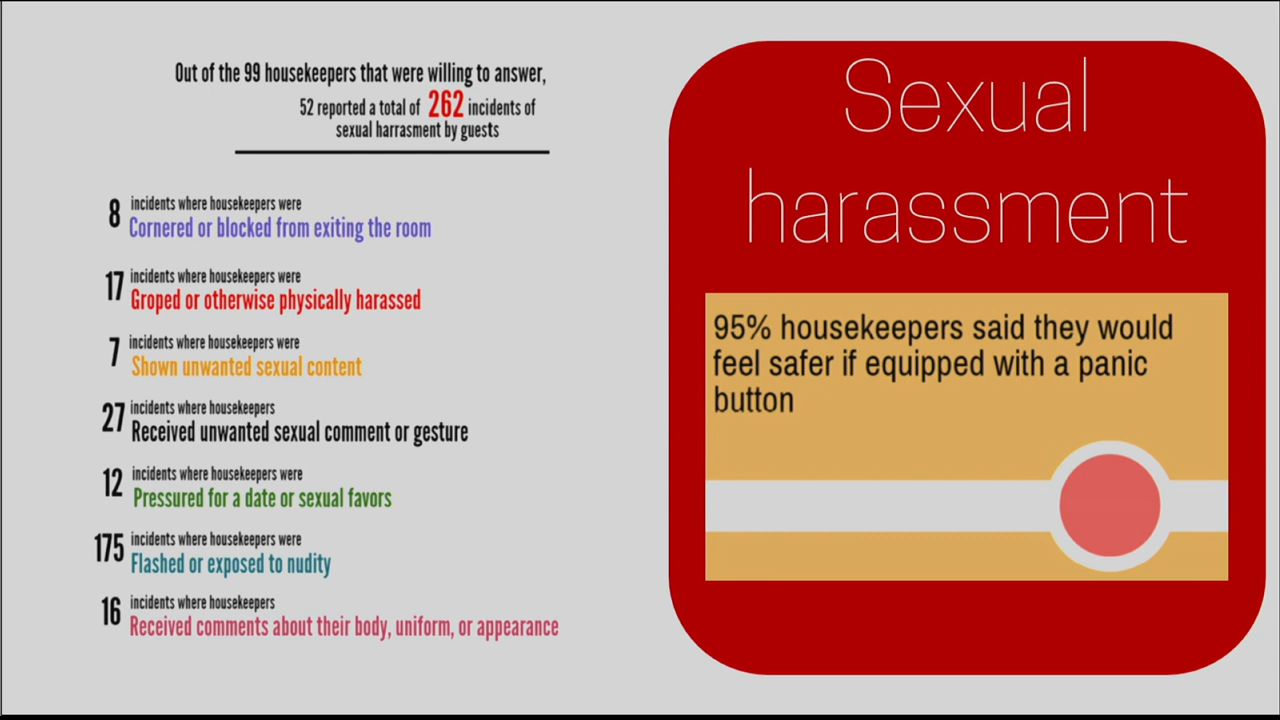 Out of the 99 housekeepers that were willing to answer,
52 reported a total of 262 incidents of
sexual harrasment by guests
8 incidents where housekeepers were
Cornered or blocked from exiting the room
17 incidents where housekeepers were
Groped or otherwise physically harassed
7 incidents where housekeepers were
Shown unwanted sexual content
27 incidents where housekeepers
Received unwanted sexual comment or gesture
12 incidents where housekeepers were
Pressured for a date or sexual favors
175 incidents where housekeepers were
Flashed or exposed to nudity
16 incidents where housekeepers
Received comments about their body, uniform, or appearance
Sexual
harassment
95% housekeepers said they would
feel safer if equipped with a panic
button